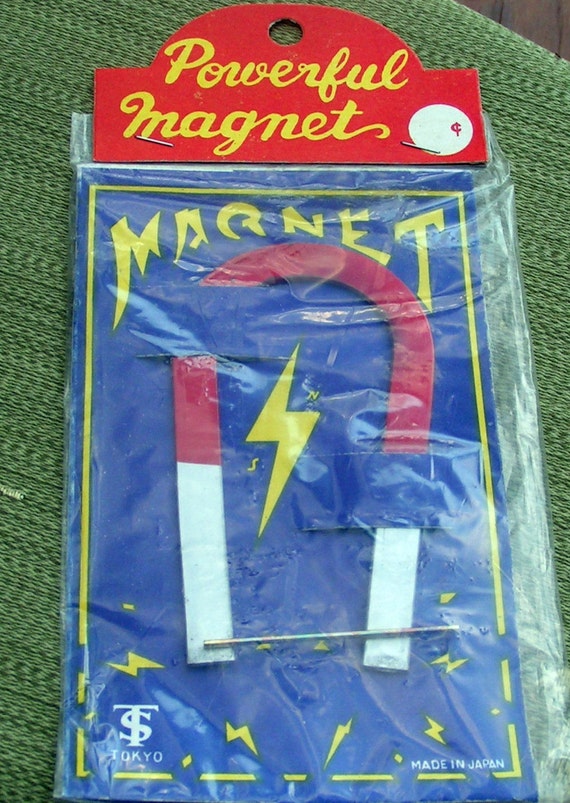 Powerful
Magnet
¢
MAGNET
N
S
TS
TOKYO
MADE IN JAPAN